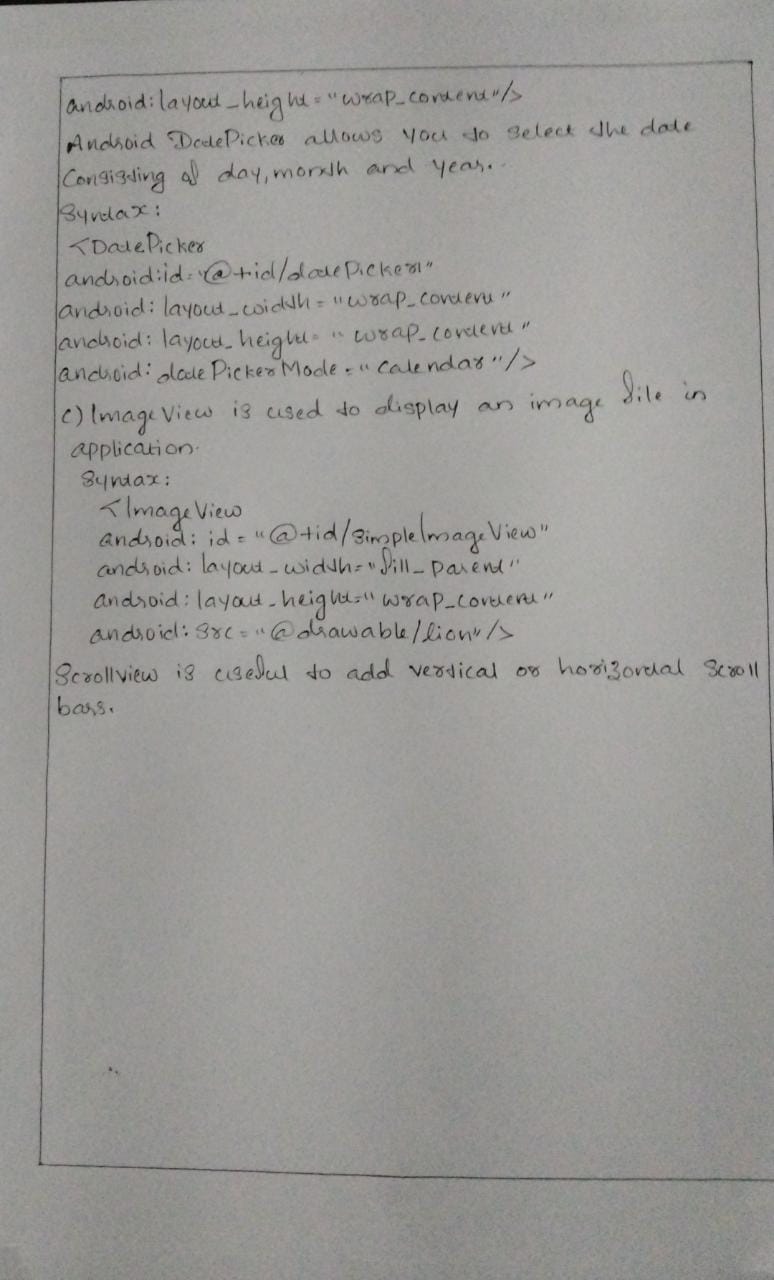 android:layout_height="wrap_content"/>
Android DatePicker allows you to select the date
Consisting of day, month and year.
Syntax:
<DatePicker
android:id="@+id/datePicker1"
android:layout_width="wrap_content"
android:layout_height="wrap_content"
android:datePickerMode="calendar"/>
C) ImageView is used to display an image file in
application.
Syntax:
<ImageView
android:id="@+id/simpleImageView"
android:layout_width="fill_parent"
android:layout_height="wrap_content"
android:src="@drawable/lion"/>
Scrollview is useful to add vertical or horizontal scroll
bars.